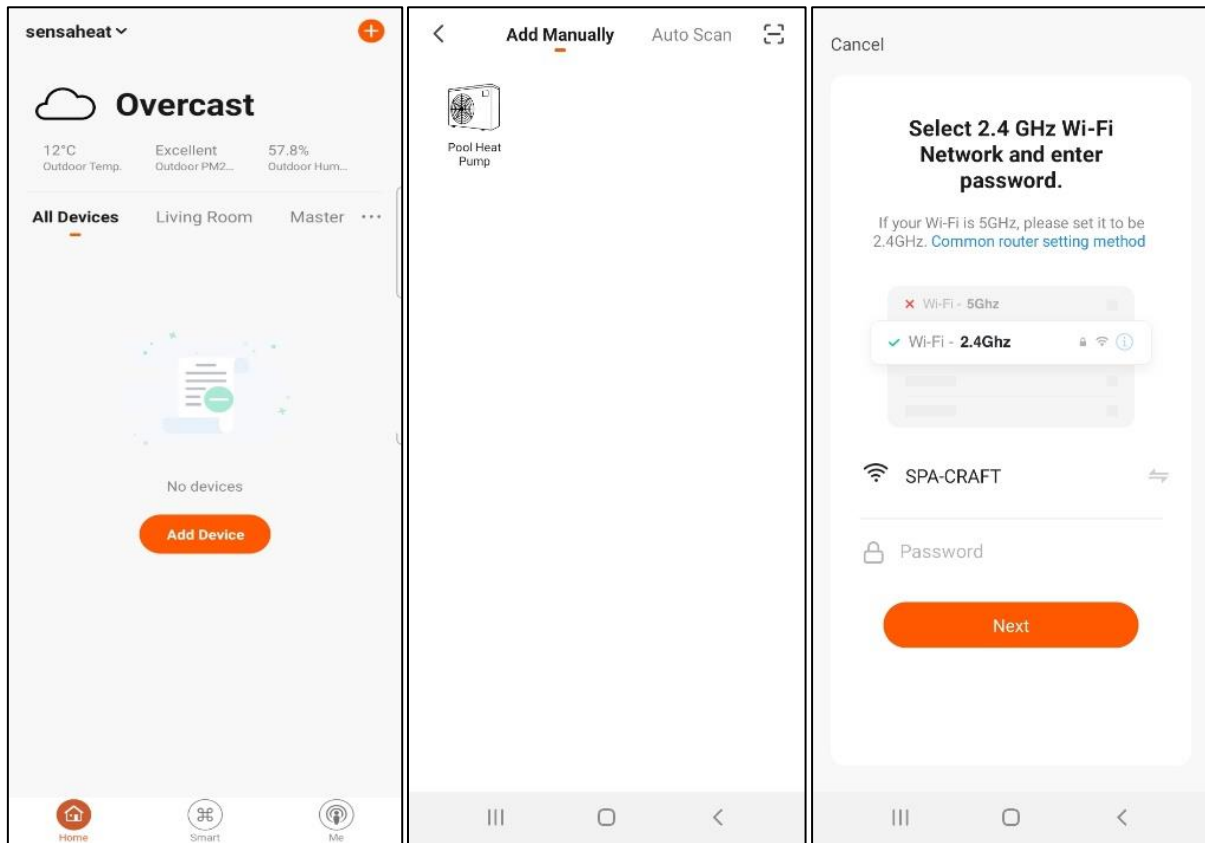 sensaheat
Overcast
12°C Excellent 57.8%
Outdoor Temp. Outdoor PM2... Outdoor Hum...
All Devices Living Room Master ...
No devices
Add Device
Home Smart Me
Add Manually Auto Scan
Pool Heat
Pump
Cancel
Select 2.4 GHz Wi-Fi
Network and enter
password.
If your Wi-Fi is 5GHz, please set it to be
2.4GHz. Common router setting method
Wi-Fi - 5Ghz
Wi-Fi - 2.4Ghz
SPA-CRAFT
Password
Next